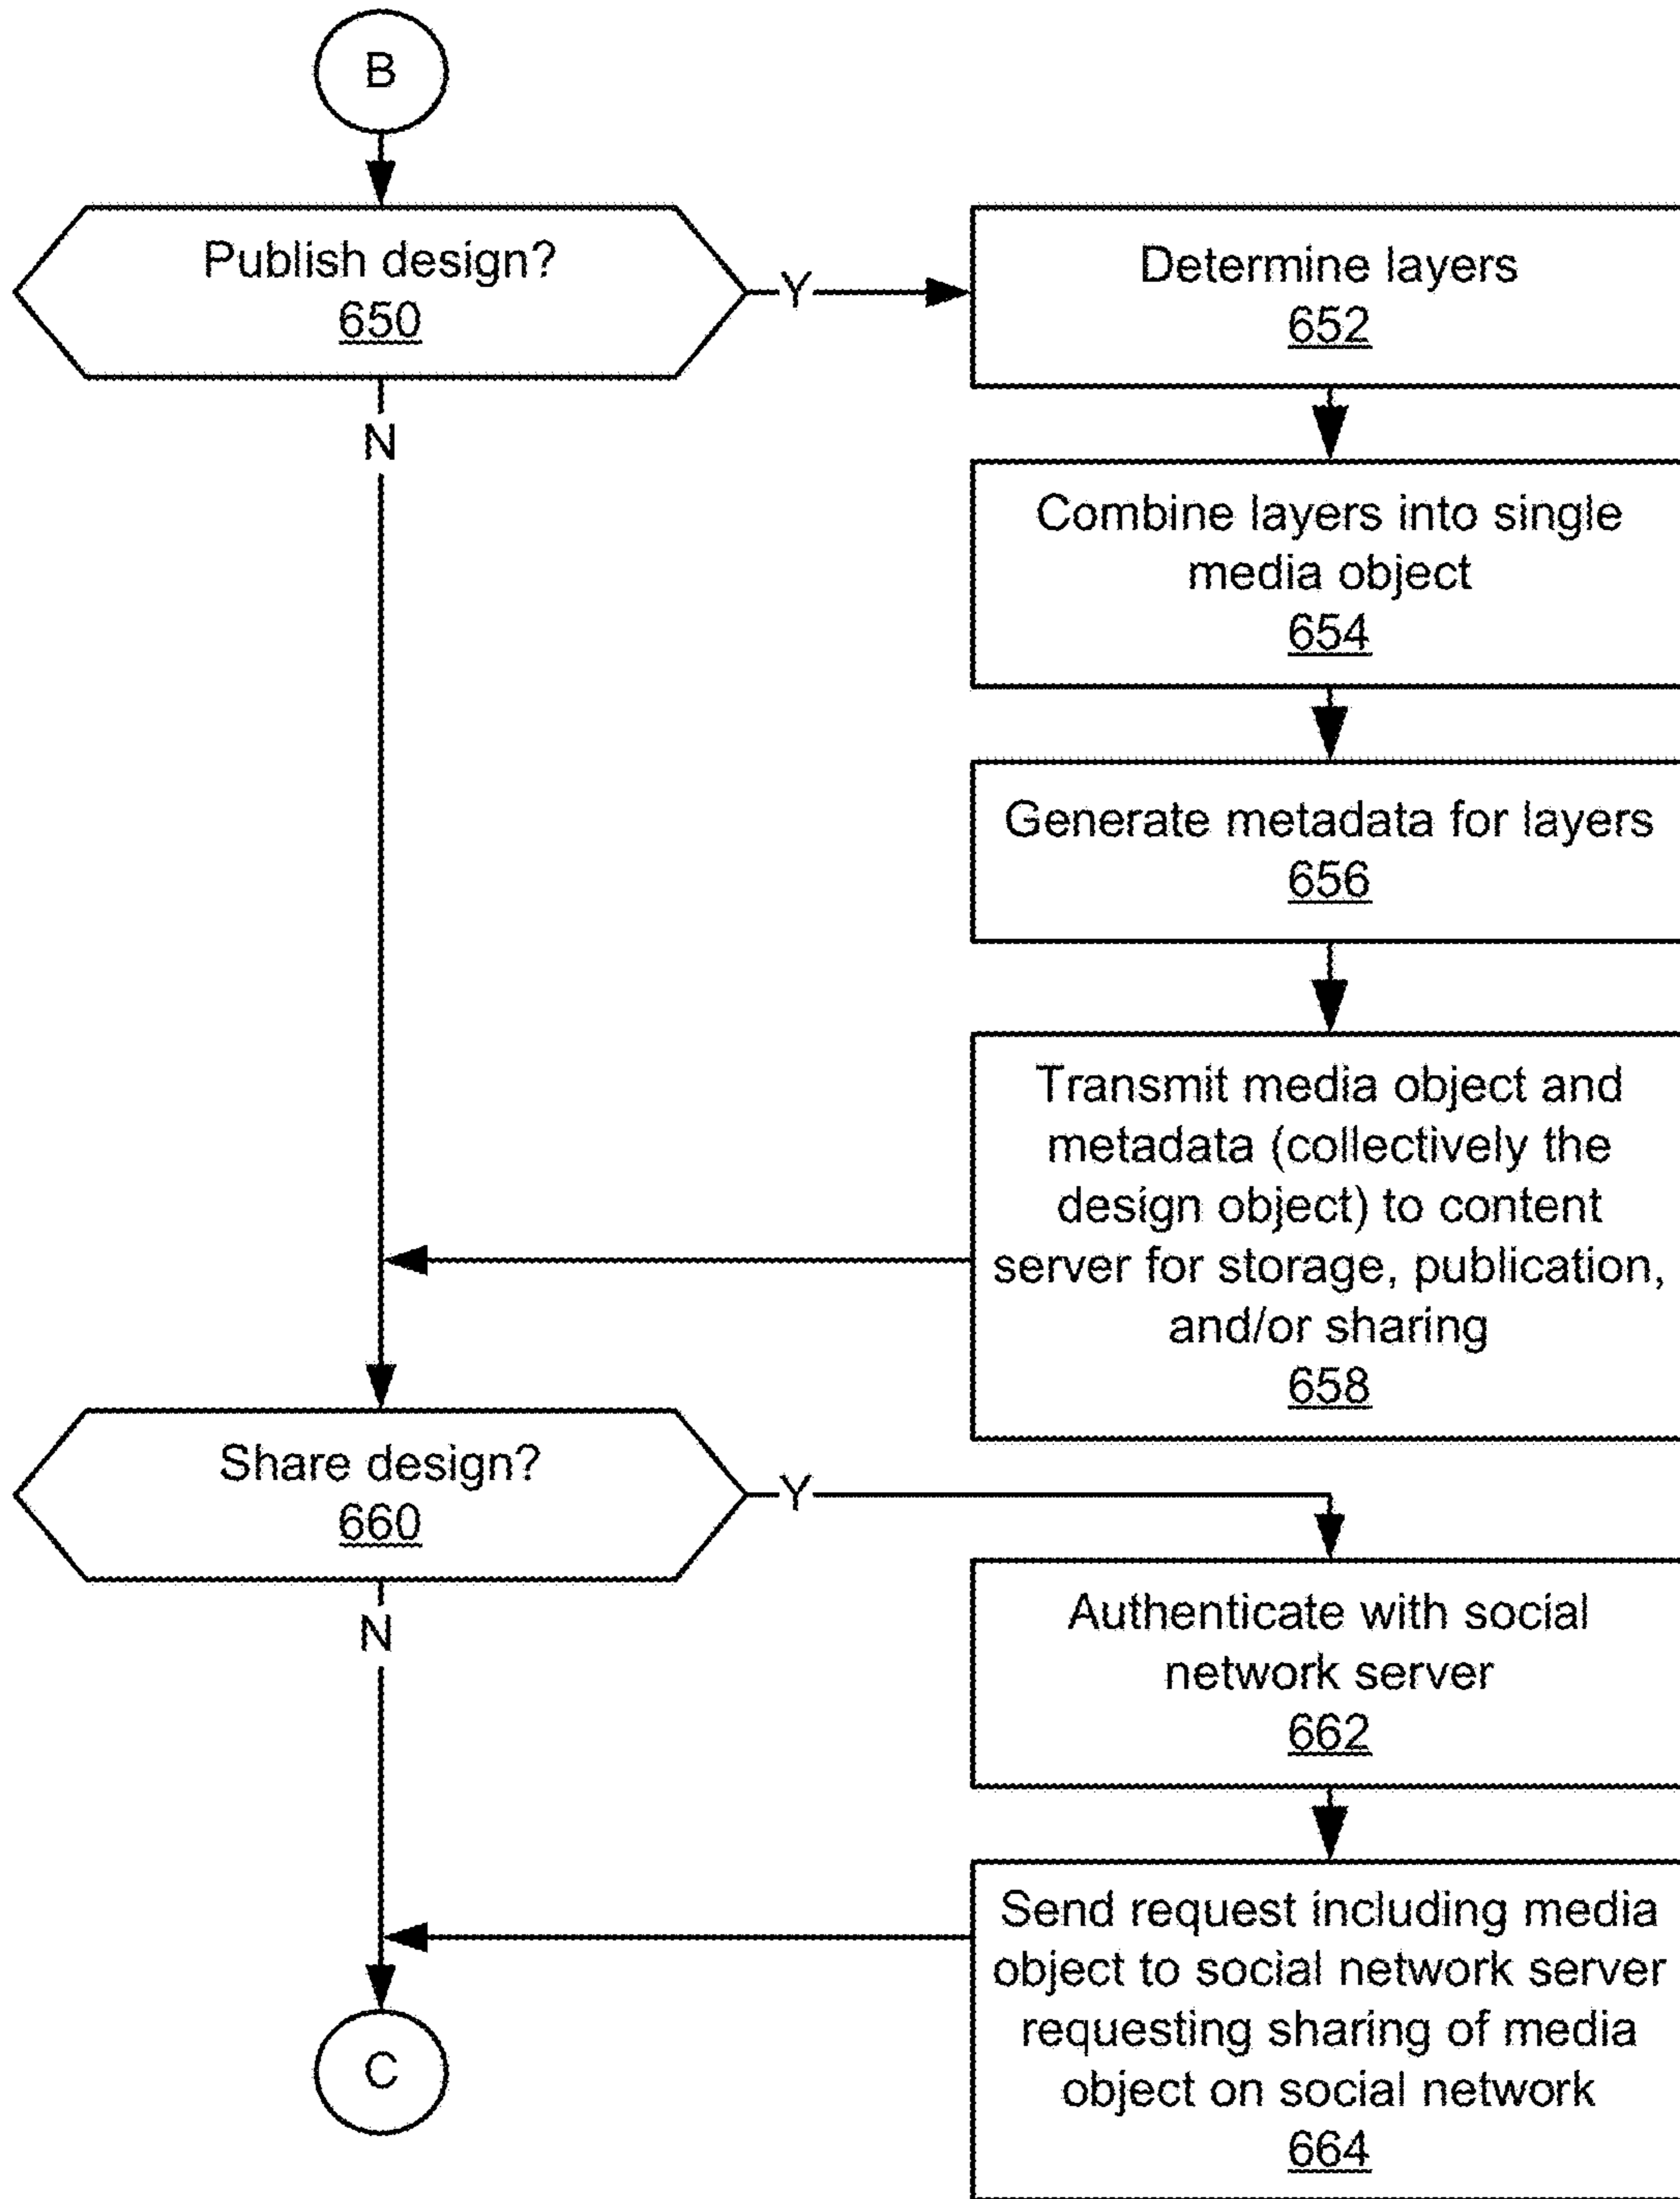 B
Publish design?
650
Y
N
Determine layers
652
Combine layers into single
media object
654
Generate metadata for layers
656
Transmit media object and
metadata (collectively the
design object) to content
server for storage, publication,
and/or sharing
658
Share design?
660
Y
N
Authenticate with social
network server
662
Send request including media
object to social network server
requesting sharing of media
object on social network
664
C